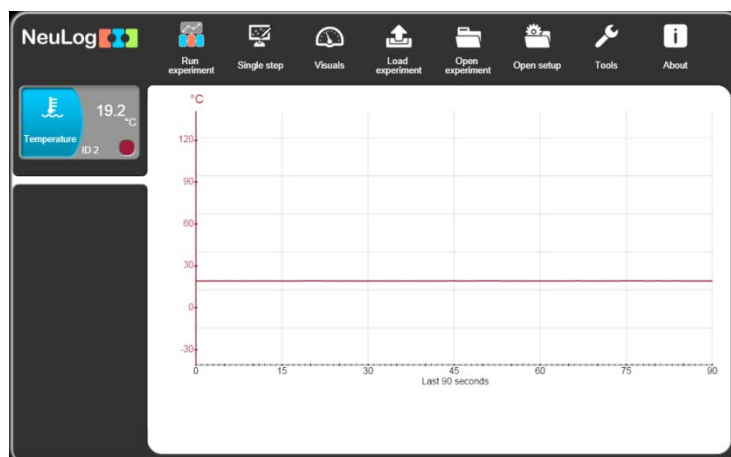 NeuLog
Run
experiment
Single step
Visuals
Load
experiment
Open
experiment
Open setup
Tools
About
Temperature
19.2
°C
ID 2
°C
120
90
60
30
0
-30
0 15 30 45 60 75 90
Last 90 seconds